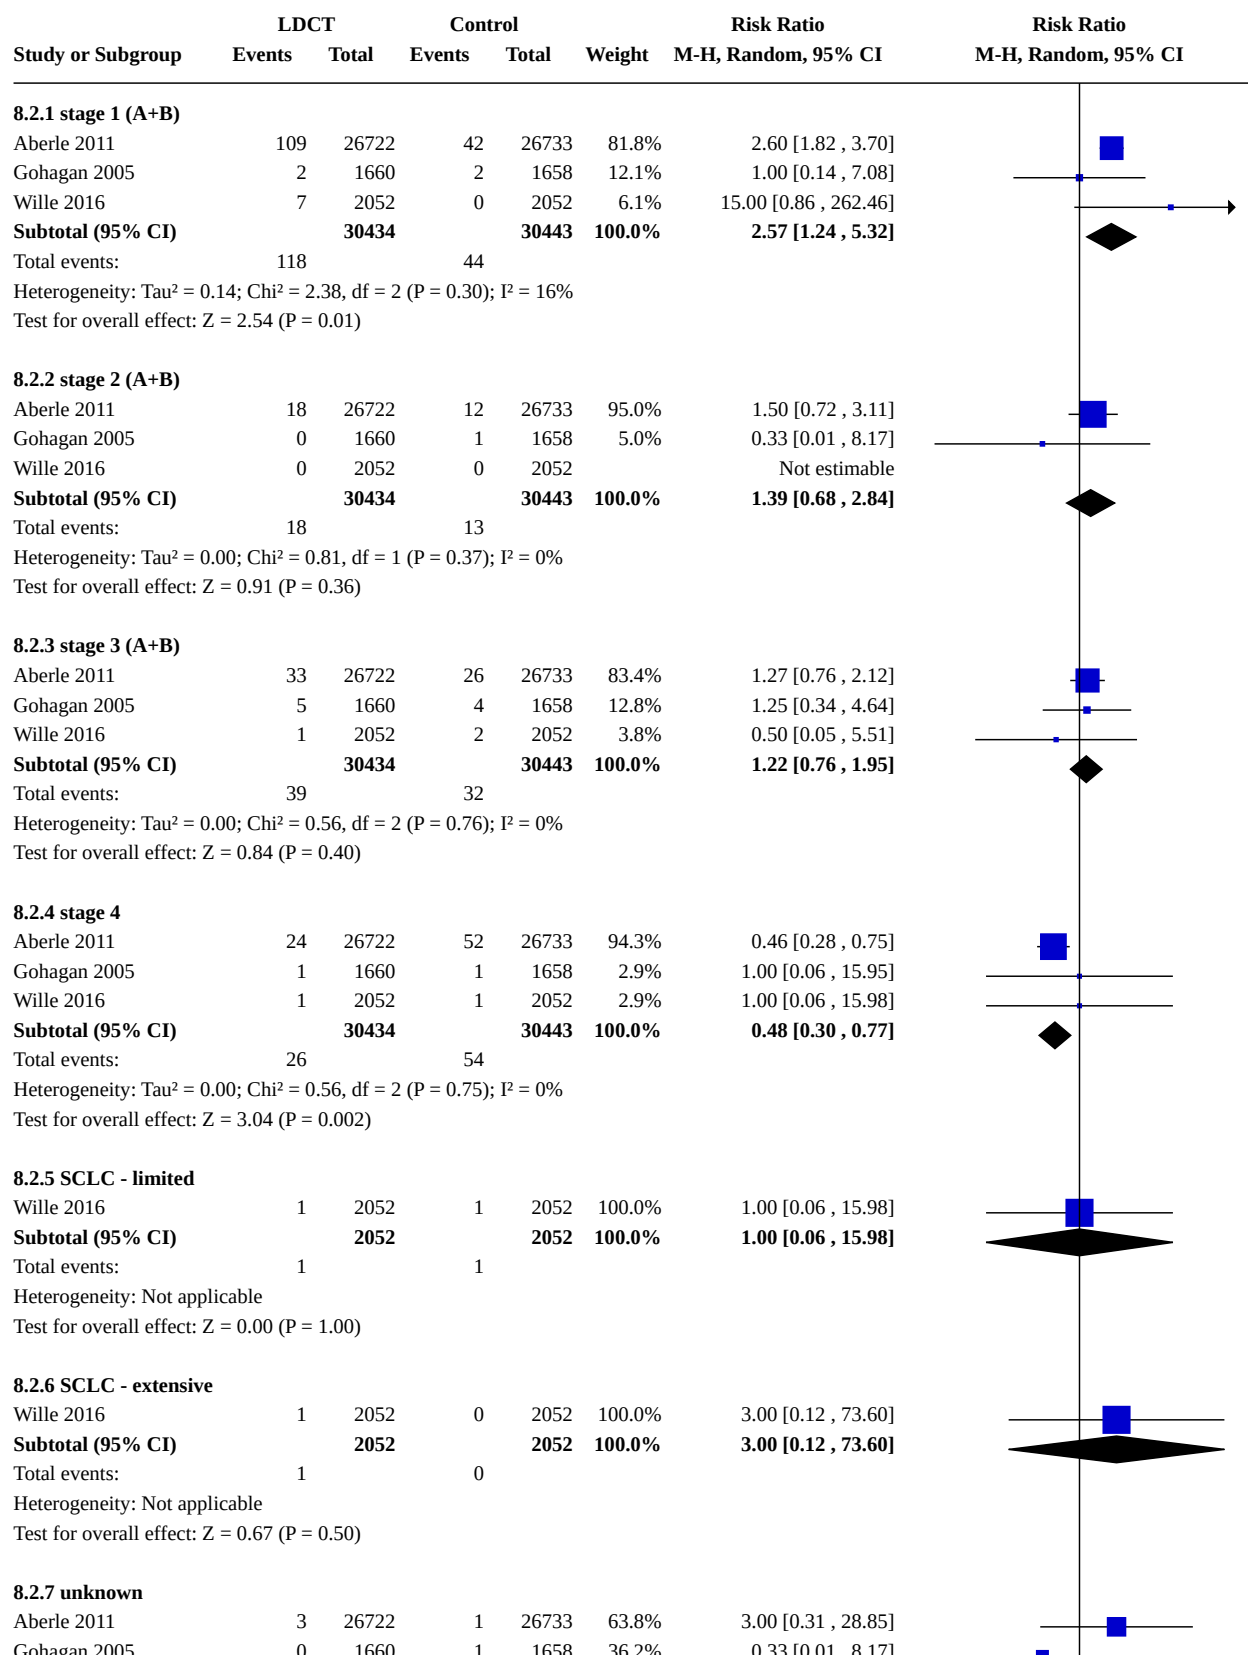 LDCT Control Risk Ratio Risk Ratio
Study or Subgroup Events Total Events Total Weight M-H, Random, 95% CI M-H, Random, 95% CI
8.2.1 stage 1 (A+B)
Aberle 2011 109 26722 42 26733 81.8% 2.60 [1.82 , 3.70]
Gohagan 2005 2 1660 2 1658 12.1% 1.00 [0.14 , 7.08]
Wille 2016 7 2052 0 2052 6.1% 15.00 [0.86 , 262.46]
Subtotal (95% CI) 30434 30443 100.0% 2.57 [1.24 , 5.32]
Total events: 118 44
Heterogeneity: Tau² = 0.14; Chi² = 2.38, df = 2 (P = 0.30); I² = 16%
Test for overall effect: Z = 2.54 (P = 0.01)
8.2.2 stage 2 (A+B)
Aberle 2011 18 26722 12 26733 95.0% 1.50 [0.72 , 3.11]
Gohagan 2005 0 1660 1 1658 5.0% 0.33 [0.01 , 8.17]
Wille 2016 0 2052 0 2052 Not estimable
Subtotal (95% CI) 30434 30443 100.0% 1.39 [0.68 , 2.84]
Total events: 18 13
Heterogeneity: Tau² = 0.00; Chi² = 0.81, df = 1 (P = 0.37); I² = 0%
Test for overall effect: Z = 0.91 (P = 0.36)
8.2.3 stage 3 (A+B)
Aberle 2011 33 26722 26 26733 83.4% 1.27 [0.76 , 2.12]
Gohagan 2005 5 1660 4 1658 12.8% 1.25 [0.34 , 4.64]
Wille 2016 1 2052 2 2052 3.8% 0.50 [0.05 , 5.51]
Subtotal (95% CI) 30434 30443 100.0% 1.22 [0.76 , 1.95]
Total events: 39 32
Heterogeneity: Tau² = 0.00; Chi² = 0.56, df = 2 (P = 0.76); I² = 0%
Test for overall effect: Z = 0.84 (P = 0.40)
8.2.4 stage 4
Aberle 2011 24 26722 52 26733 94.3% 0.46 [0.28 , 0.75]
Gohagan 2005 1 1660 1 1658 2.9% 1.00 [0.06 , 15.95]
Wille 2016 1 2052 1 2052 2.9% 1.00 [0.06 , 15.98]
Subtotal (95% CI) 30434 30443 100.0% 0.48 [0.30 , 0.77]
Total events: 26 54
Heterogeneity: Tau² = 0.00; Chi² = 0.56, df = 2 (P = 0.75); I² = 0%
Test for overall effect: Z = 3.04 (P = 0.002)
8.2.5 SCLC - limited
Wille 2016 1 2052 1 2052 100.0% 1.00 [0.06 , 15.98]
Subtotal (95% CI) 2052 2052 100.0% 1.00 [0.06 , 15.98]
Total events: 1 1
Heterogeneity: Not applicable
Test for overall effect: Z = 0.00 (P = 1.00)
8.2.6 SCLC - extensive
Wille 2016 1 2052 0 2052 100.0% 3.00 [0.12 , 73.60]
Subtotal (95% CI) 2052 2052 100.0% 3.00 [0.12 , 73.60]
Total events: 1 0
Heterogeneity: Not applicable
Test for overall effect: Z = 0.67 (P = 0.50)
8.2.7 unknown
Aberle 2011 3 26722 1 26733 63.8% 3.00 [0.31 , 28.85]
Gohagan 2005 0 1660 1 1658 36.2% 0.33 [0.01 , 8.17]